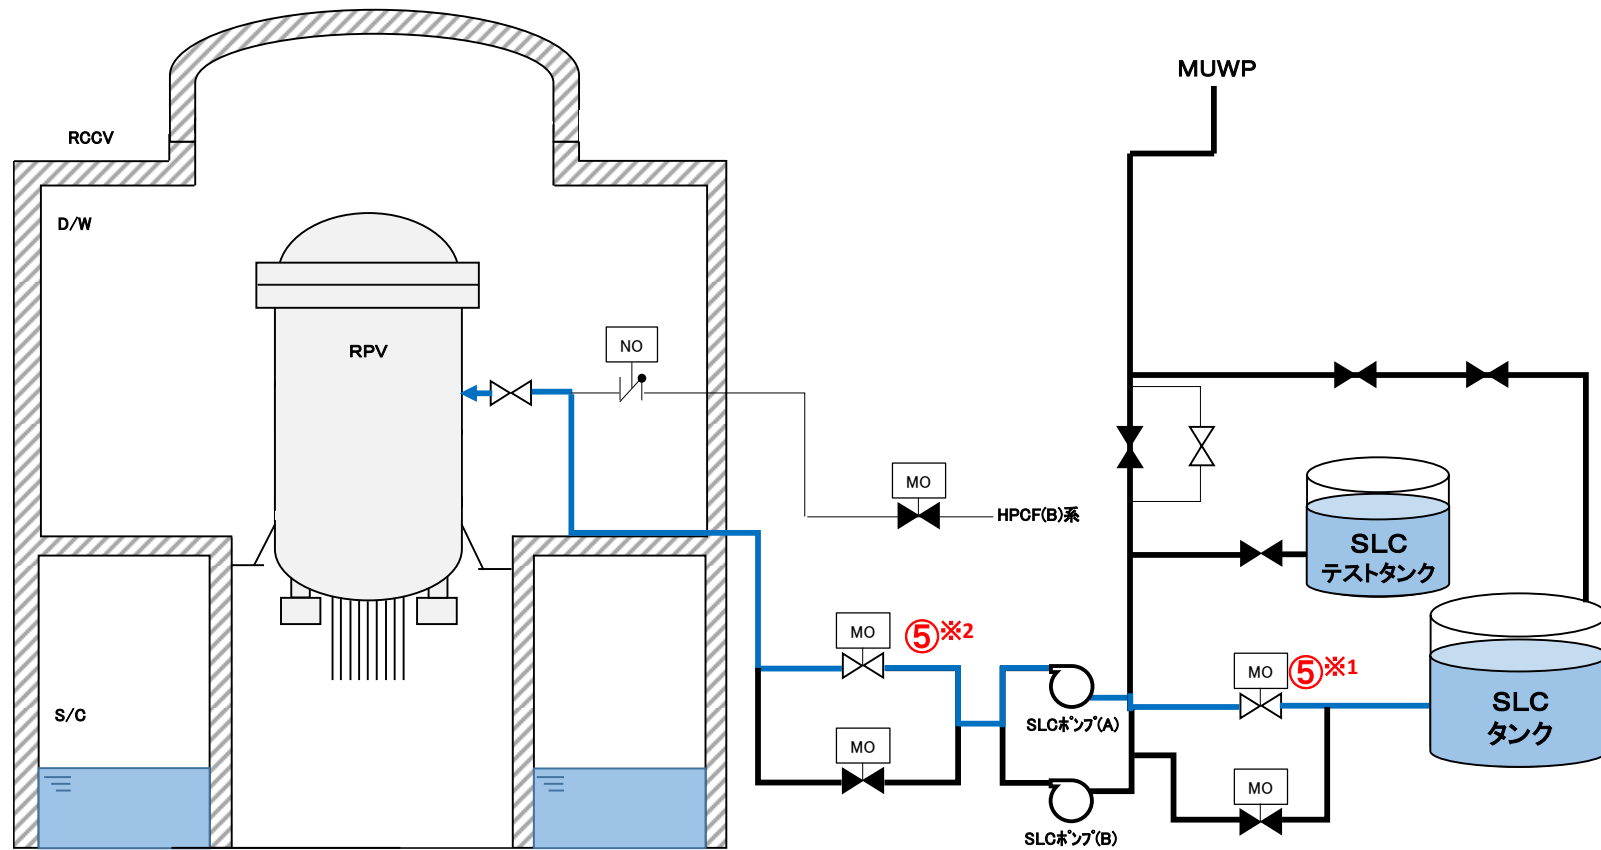 MUWP
RCCV
D/W
NO
RPV
MO
HPCF(B)系
SLC
テストタンク
MO
⑤※2
MO
⑤※1
SLC
タンク
S/C
SLCポンプ(A)
MO
MO
SLCポンプ(B)